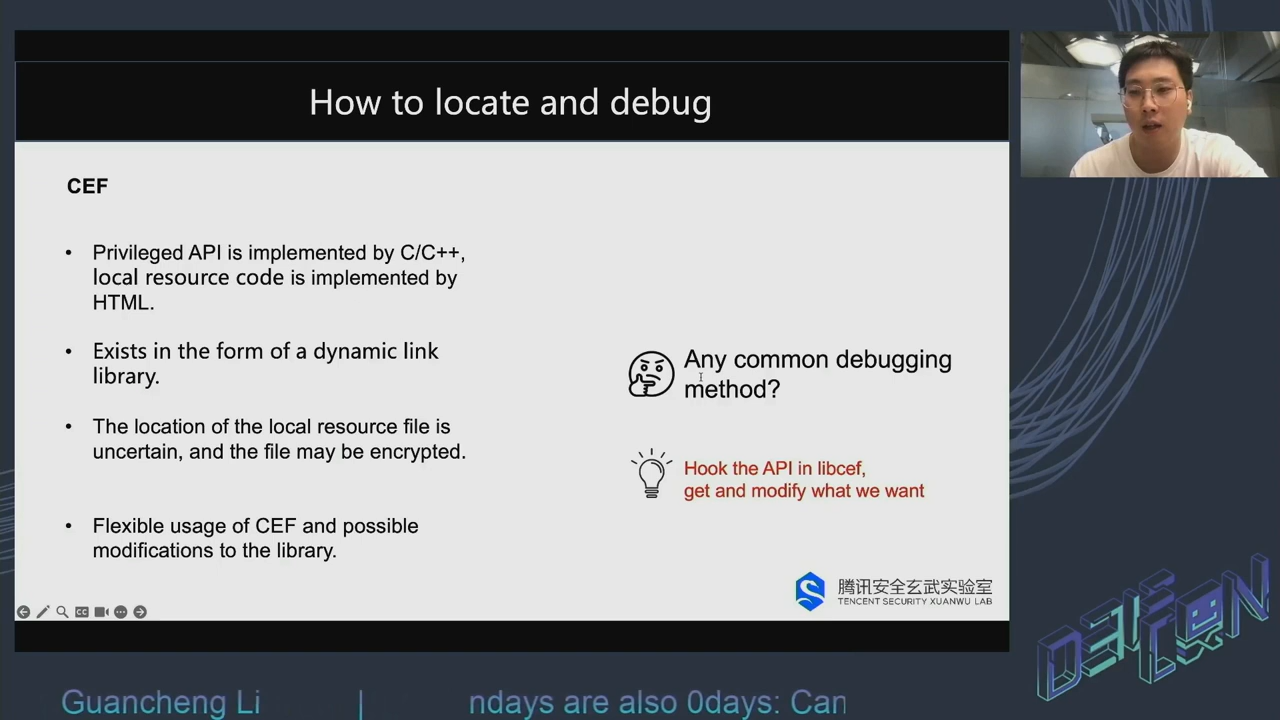 How to locate and debug
CEF
• Privileged API is implemented by C/C++,
local resource code is implemented by
HTML.
• Exists in the form of a dynamic link
library.
• The location of the local resource file is
uncertain, and the file may be encrypted.
• Flexible usage of CEF and possible
modifications to the library.
Any common debugging
method?
Hook the API in libcef,
get and modify what we want
腾讯安全玄武实验室
TENCENT SECURITY XUANWU LAB
CC
DEF
CON
Guancheng Li | ndays are also 0days: Can